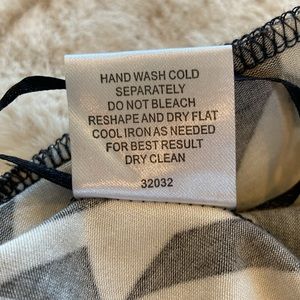 HAND WASH COLD
SEPARATELY
DO NOT BLEACH
RESHAPE AND DRY FLAT
COOL IRON AS NEEDED
FOR BEST RESULT
DRY CLEAN
32032